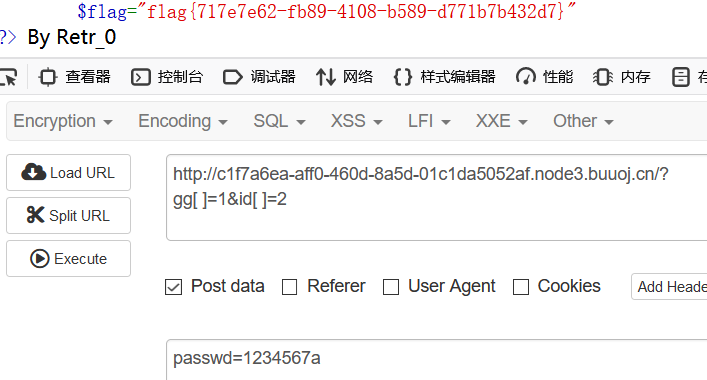 $flag="flag{717e7e62-fb89-4108-b589-d771b7b432d7}"
?> By Retr_0
查看器 控制台 调试器 网络 样式编辑器 性能 内存
Encryption Encoding SQL XSS LFI XXE Other
Load URL
Split URL
Execute
http://c1f7a6ea-aff0-460d-8a5d-01c1da5052af.node3.buuoj.cn/?
gg[ ]=1&id[ ]=2
Post data Referer User Agent Cookies Add Heade
passwd=1234567a